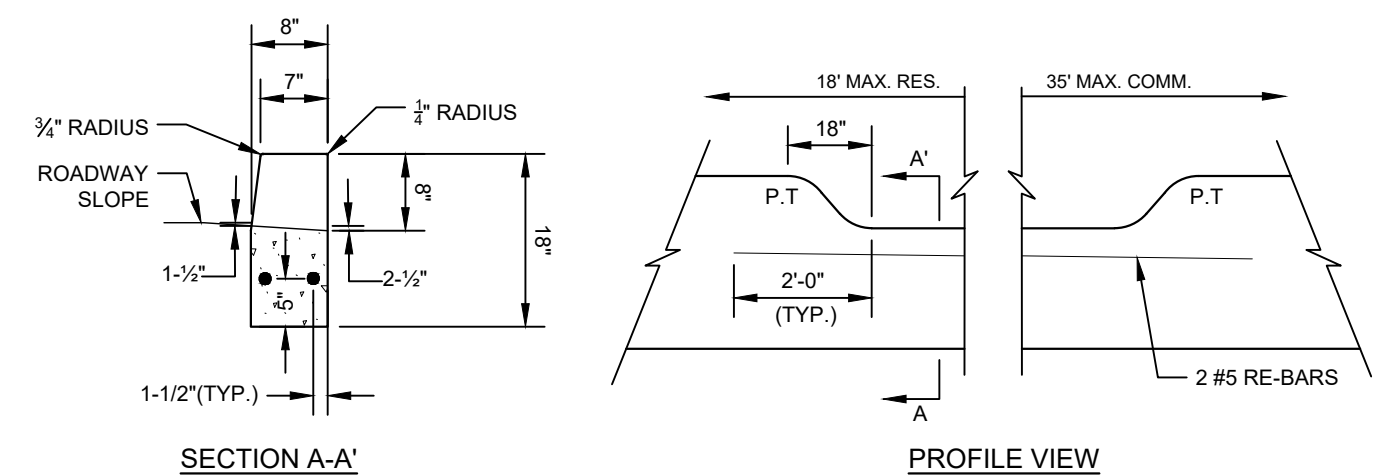 8"
7"
¾" RADIUS
¼" RADIUS
ROADWAY
SLOPE
8"
18"
1-½"
2-½"
5"
1-1/2"(TYP.)
SECTION A-A'
18' MAX. RES.
35' MAX. COMM.
18"
A'
P.T
P.T
2'-0"
(TYP.)
2 #5 RE-BARS
A
PROFILE VIEW